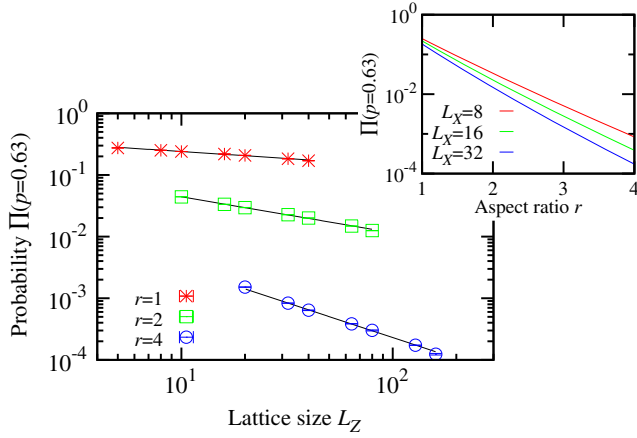 10^0
10^-2
10^-4
Π(p=0.63)
L_X=8
L_X=16
L_X=32
1 2 3 4
Aspect ratio r
10^0
10^-1
10^-2
10^-3
10^-4
Probability Π(p=0.63)
r=1
r=2
r=4
10^1 10^2
Lattice size L_Z